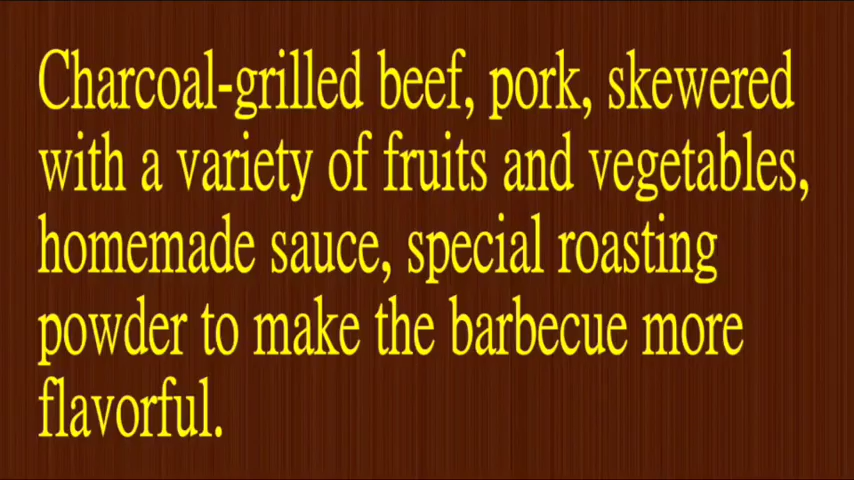 Charcoal-grilled beef, pork, skewered
with a variety of fruits and vegetables,
homemade sauce, special roasting
powder to make the barbecue more
flavorful.